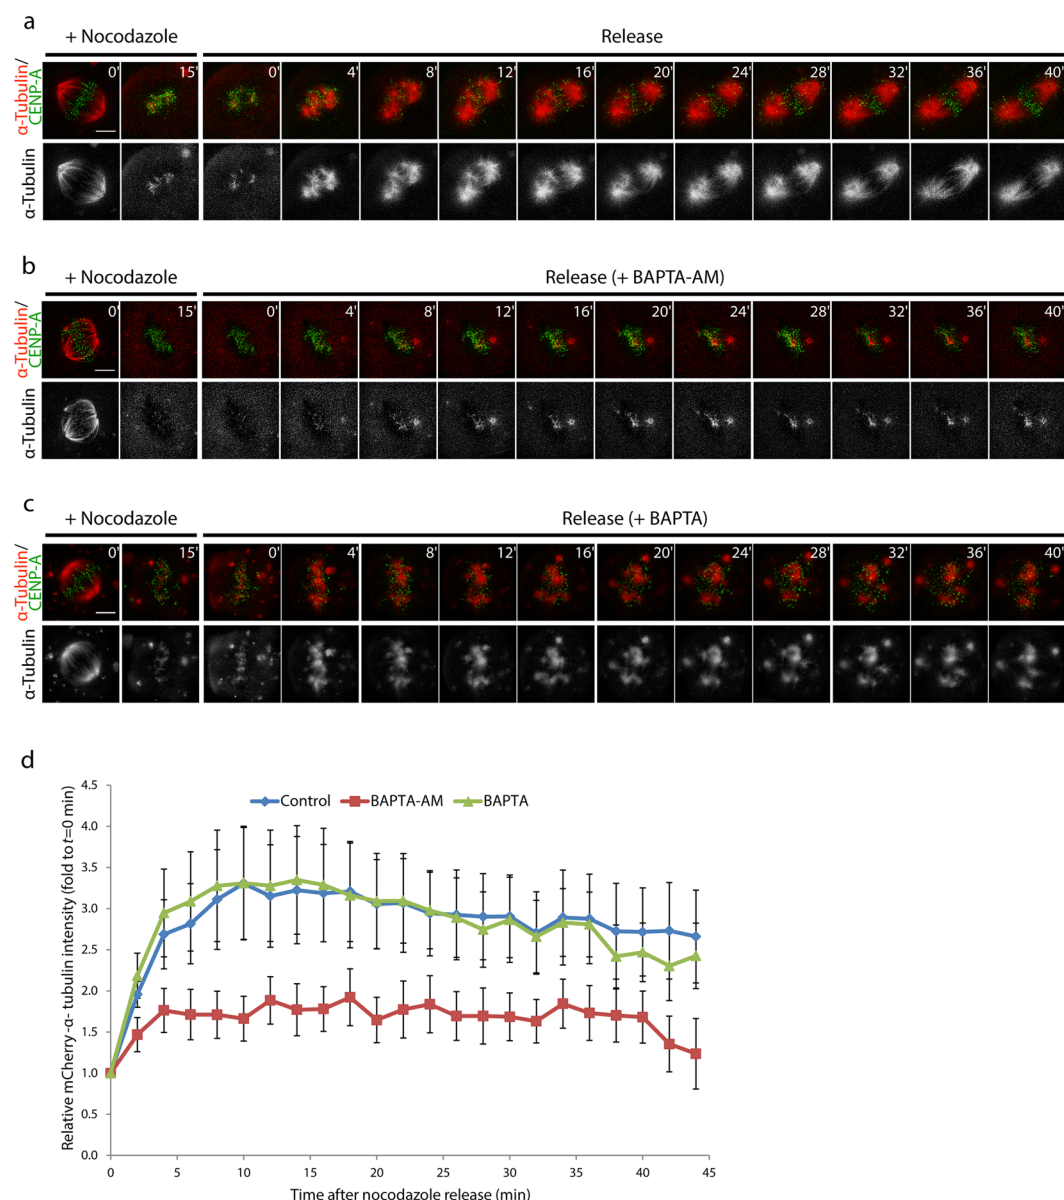 a
+ Nocodazole Release
α-Tubulin/
CENP-A
0' 15' 0' 4' 8' 12' 16' 20' 24' 28' 32' 36' 40'
α-Tubulin
b
+ Nocodazole Release (+ BAPTA-AM)
α-Tubulin/
CENP-A
0' 15' 0' 4' 8' 12' 16' 20' 24' 28' 32' 36' 40'
α-Tubulin
c
+ Nocodazole Release (+ BAPTA)
α-Tubulin/
CENP-A
0' 15' 0' 4' 8' 12' 16' 20' 24' 28' 32' 36' 40'
α-Tubulin
d
Relative mCherry-α- tubulin intensity (fold to t=0 min)
4.5
Control BAPTA-AM BAPTA
4.0
3.5
3.0
2.5
2.0
1.5
1.0
0.5
0.0
0 5 10 15 20 25 30 35 40 45
Time after nocodazole release (min)